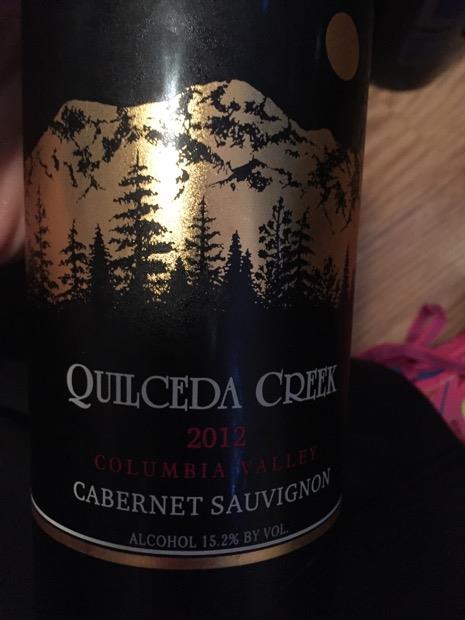 QUILCEDA CREEK
2012
COLUMBIA VALLEY
CABERNET SAUVIGNON
ALCOHOL 15.2% BY VOL.